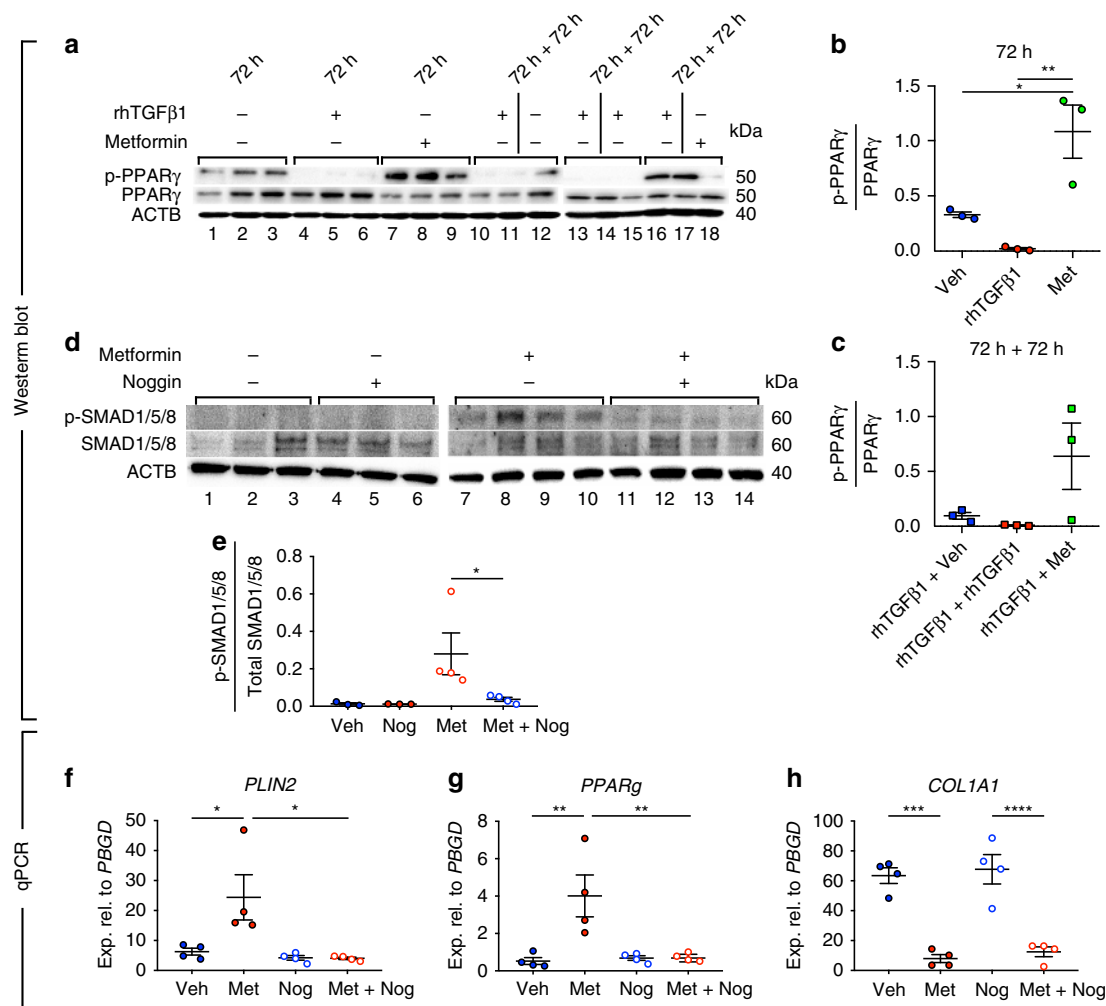 a
72 h
72 h
72 h
72 h + 72 h
72 h + 72 h
72 h + 72 h
rhTGFβ1 – + – + – + + + –
Metformin – – + – – – – – +
kDa
p-PPARγ 50
PPARγ 50
ACTB 40
1 2 3 4 5 6 7 8 9 10 11 12 13 14 15 16 17 18
b
72 h
p-PPARγ
PPARγ
**
*
1.5
1.0
0.5
0.0
Veh rhTGFβ1 Met
Westerm blot
d
Metformin – – + +
Noggin – + – + kDa
p-SMAD1/5/8 60
SMAD1/5/8 60
ACTB 40
1 2 3 4 5 6 7 8 9 10 11 12 13 14
c
72 h + 72 h
p-PPARγ
PPARγ
1.5
1.0
0.5
0.0
rhTGFβ1 + Veh
rhTGFβ1 + rhTGFβ1
rhTGFβ1 + Met
e
p-SMAD1/5/8
Total SMAD1/5/8
0.8
0.6
0.4
0.2
0.0
*
Veh Nog Met Met + Nog
qPCR
f
PLIN2
Exp. rel. to PBGD
50
40
30
20
10
0
* *
Veh Met Nog Met + Nog
g
PPARg
Exp. rel. to PBGD
8
6
4
2
0
** **
Veh Met Nog Met + Nog
h
COL1A1
Exp. rel. to PBGD
100
80
60
40
20
0
*** ****
Veh Met Nog Met + Nog